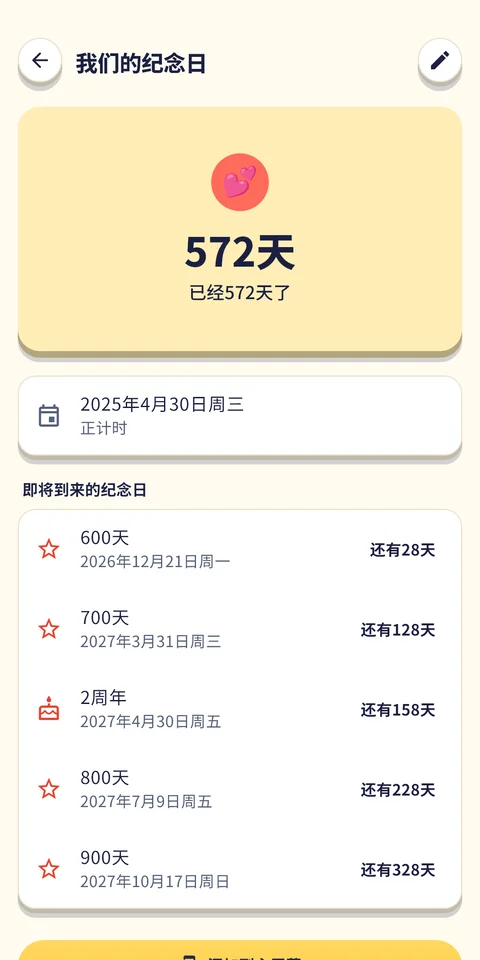 我们的纪念日
572天
已经572天了
2025年4月30日周三
正计时
即将到来的纪念日
600天
2026年12月21日周一
还有28天
700天
2027年3月31日周三
还有128天
2周年
2027年4月30日周五
还有158天
800天
2027年7月9日周五
还有228天
900天
2027年10月17日周日
还有328天